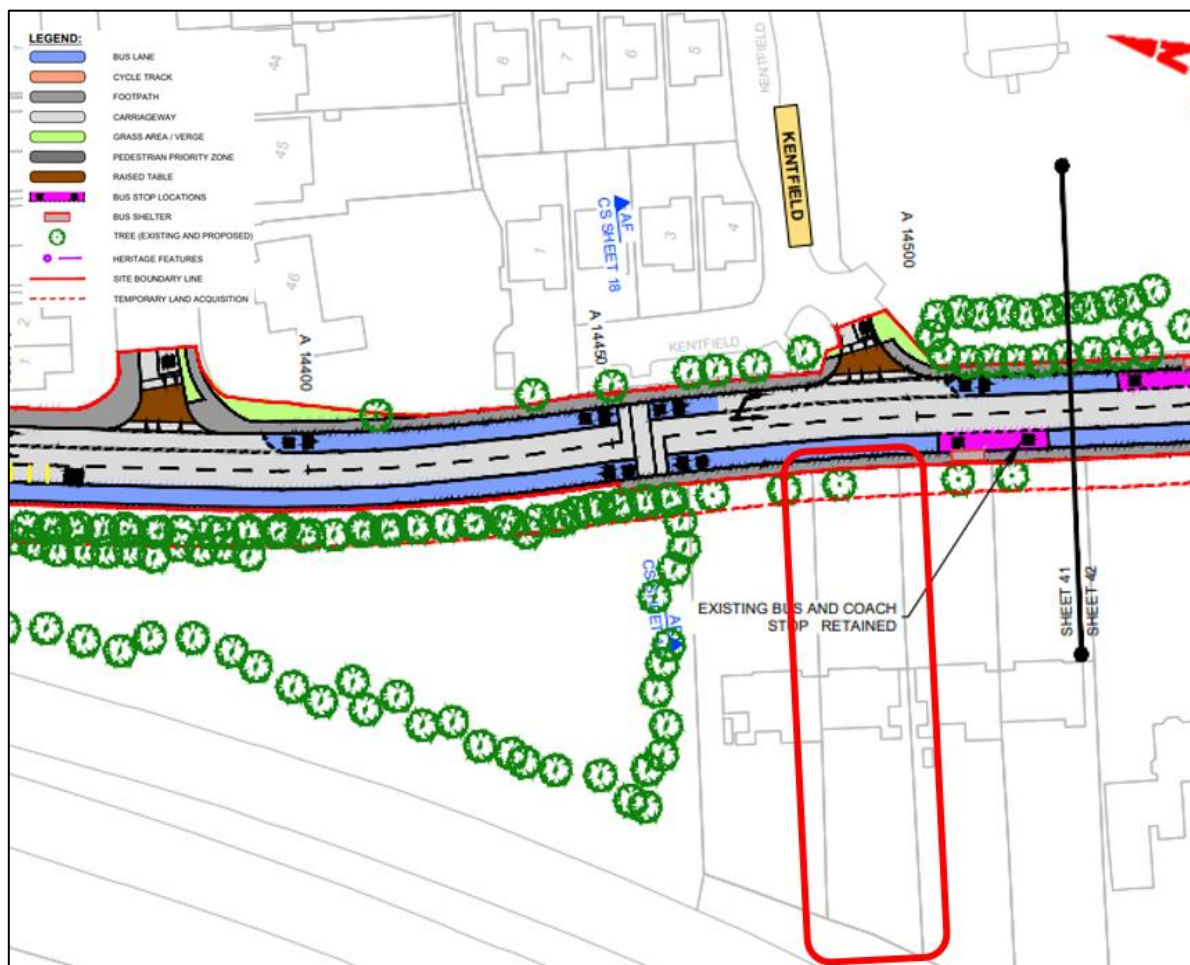 LEGEND:
BUS LANE
CYCLE TRACK
FOOTPATH
CARRIAGEWAY
GRASS AREA / VERGE
PEDESTRIAN PRIORITY ZONE
RAISED TABLE
BUS STOP LOCATIONS
BUS SHELTER
TREE (EXISTING AND PROPOSED)
HERITAGE FEATURES
SITE BOUNDARY LINE
TEMPORARY LAND ACQUISITION
44
45
46
2
1
8
7
6
5
KENTFIELD
KENTFIELD
N
1
3
4
AF
CS SHEET 18
KENTFIELD
A 14400
A 14450
A 14500
EXISTING BUS AND COACH
STOP RETAINED
SHEET 41
SHEET 42